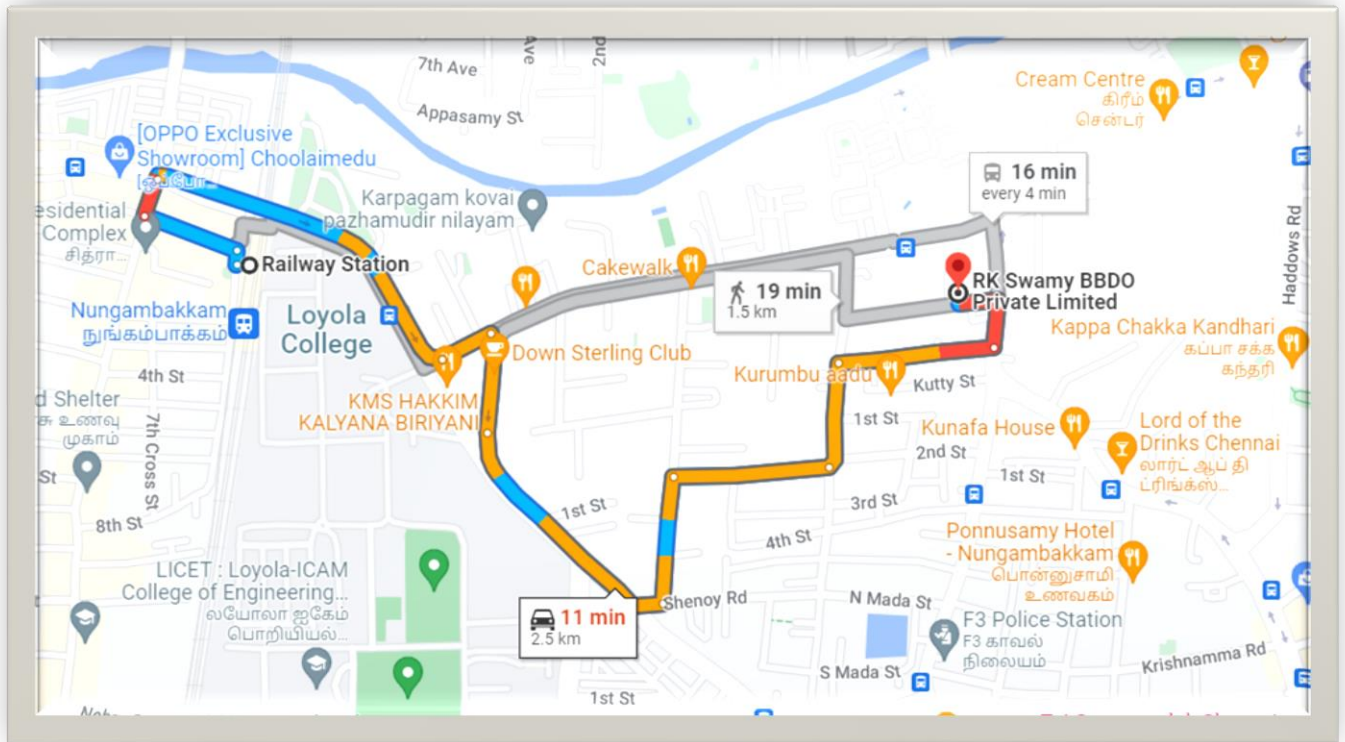 7th Ave
Ave
2nd
Appasamy St
Cream Centre
கிரீம்
சென்டர்
[OPPO Exclusive
Showroom] Choolaimedu
16 min
every 4 min
Karpagam kovai
pazhamudir nilayam
esidential
Complex
சித்ரா...
Haddows Rd
Railway Station
Cakewalk
19 min
1.5 km
RK Swamy BBDO
Private Limited
Nungambakkam
நுங்கம்பாக்கம்
Loyola
College
Down Sterling Club
Kappa Chakka Kandhari
கப்பா சக்க
கந்தரி
4th St
Kurumbu aadu
Kutty St
KMS HAKKIM
KALYANA BIRIYANI
d Shelter
சு உணவு
முகாம்
7th Cross St
1st St
Kunafa House
Lord of the
Drinks Chennai
லார்ட் ஆப் தி
ட்ரிங்க்ஸ்...
2nd St
1st St
St
8th St
1st St
3rd St
4th St
Ponnusamy Hotel
- Nungambakkam
பொன்னுசாமி
உணவகம்
LICET : Loyola-ICAM
College of Engineering...
லயோலா ஐகேம்
பொறியியல்...
11 min
2.5 km
Shenoy Rd
N Mada St
F3 Police Station
F3 காவல்
நிலையம்
S Mada St
Krishnamma Rd
1st St